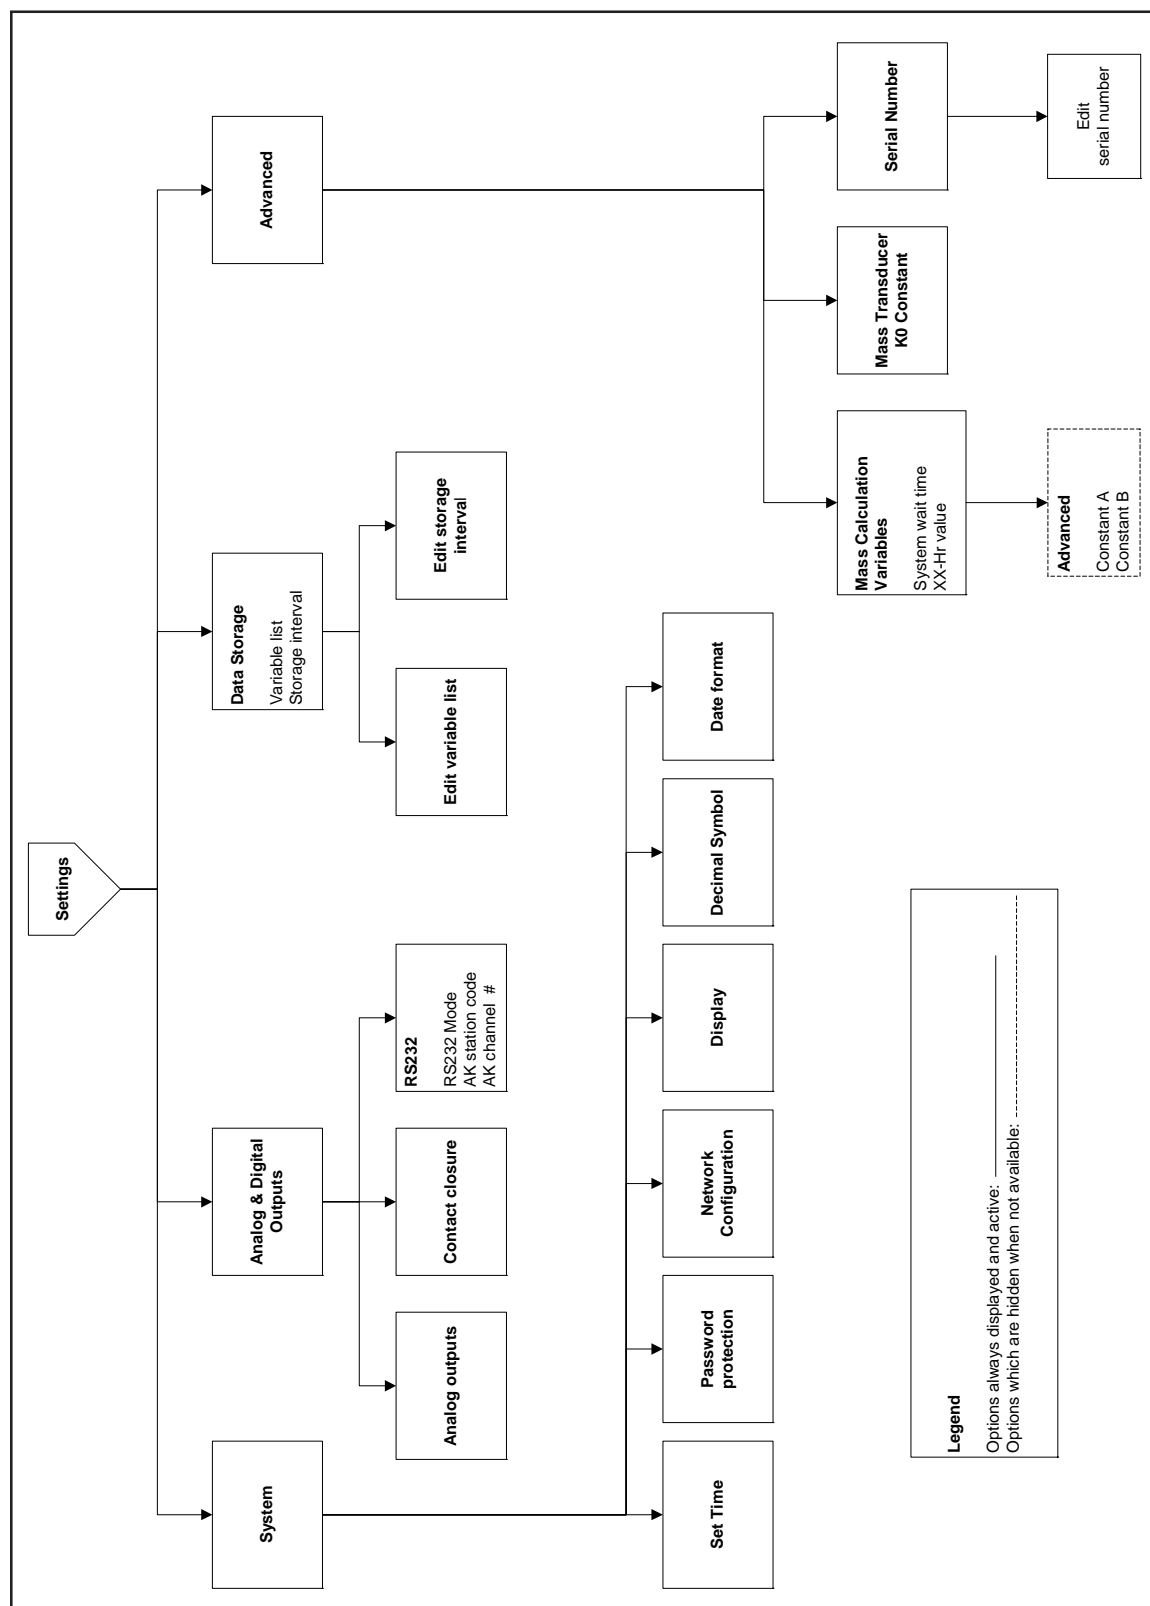 Settings
System
Analog & Digital
Outputs
Data Storage
Variable list
Storage interval
Advanced
Analog outputs
Contact closure
RS232
RS232 Mode
AK station code
AK channel #
Edit variable list
Edit storage
interval
Set Time
Password
protection
Network
Configuration
Display
Decimal Symbol
Date format
Mass Calculation
Variables
System wait time
XX-Hr value
Mass Transducer
K0 Constant
Serial Number
Advanced
Constant A
Constant B
Edit
serial number
Legend
Options always displayed and active:
Options which are hidden when not available: